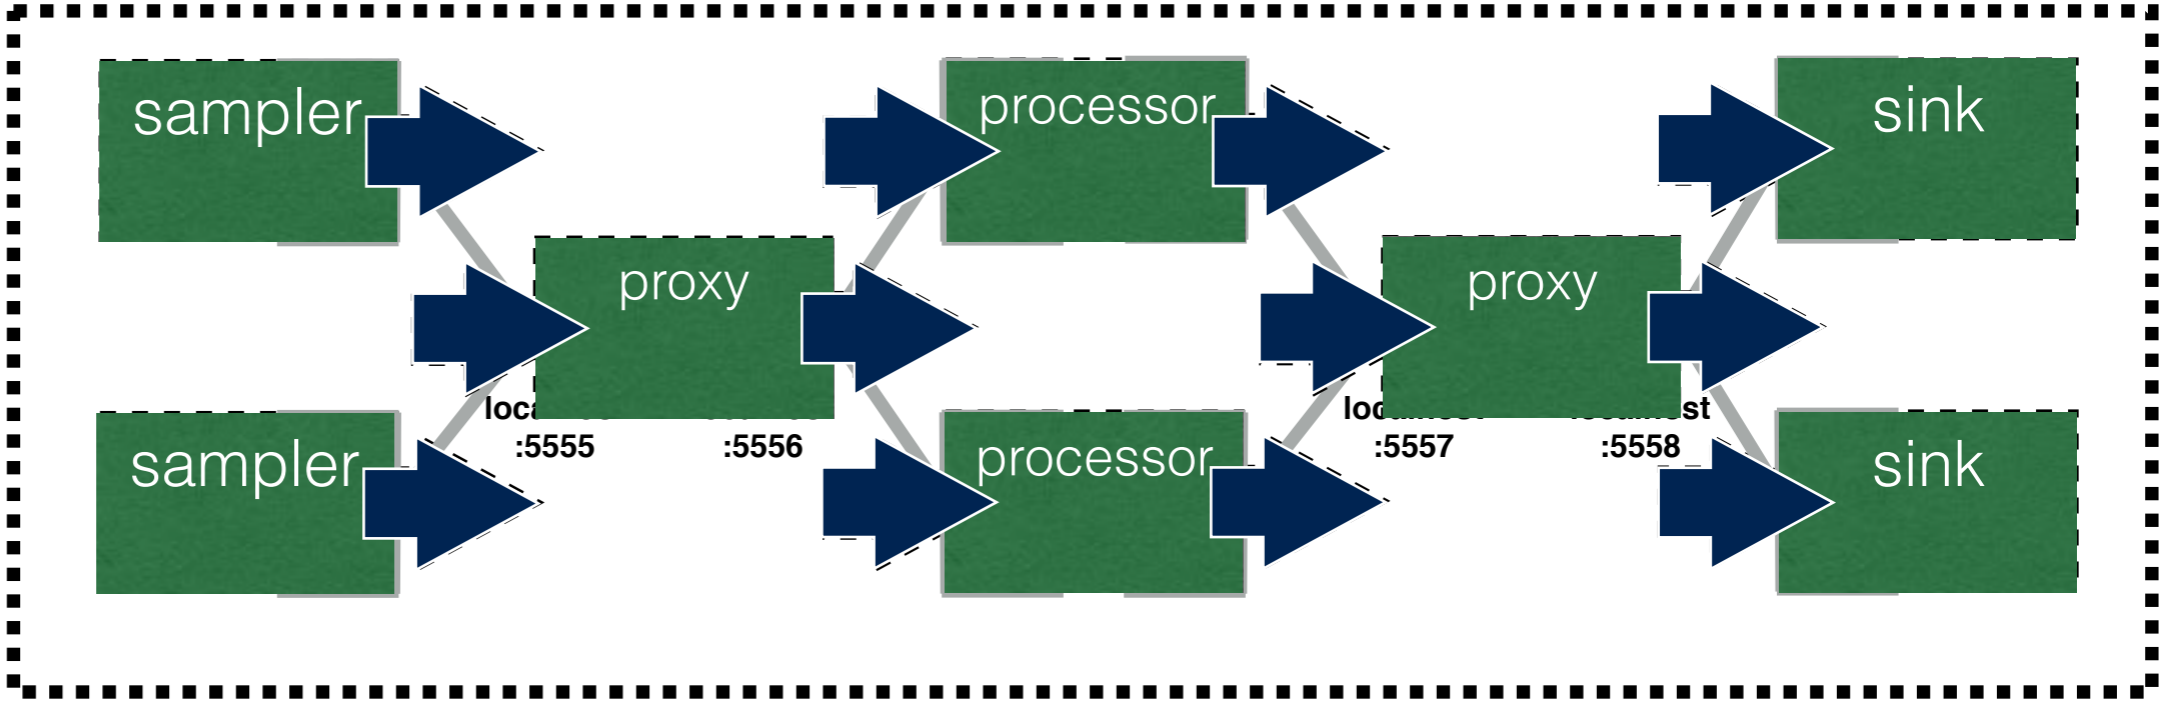 sampler
processor
sink
proxy
proxy
:5555
:5556
:5557
:5558
sampler
processor
sink